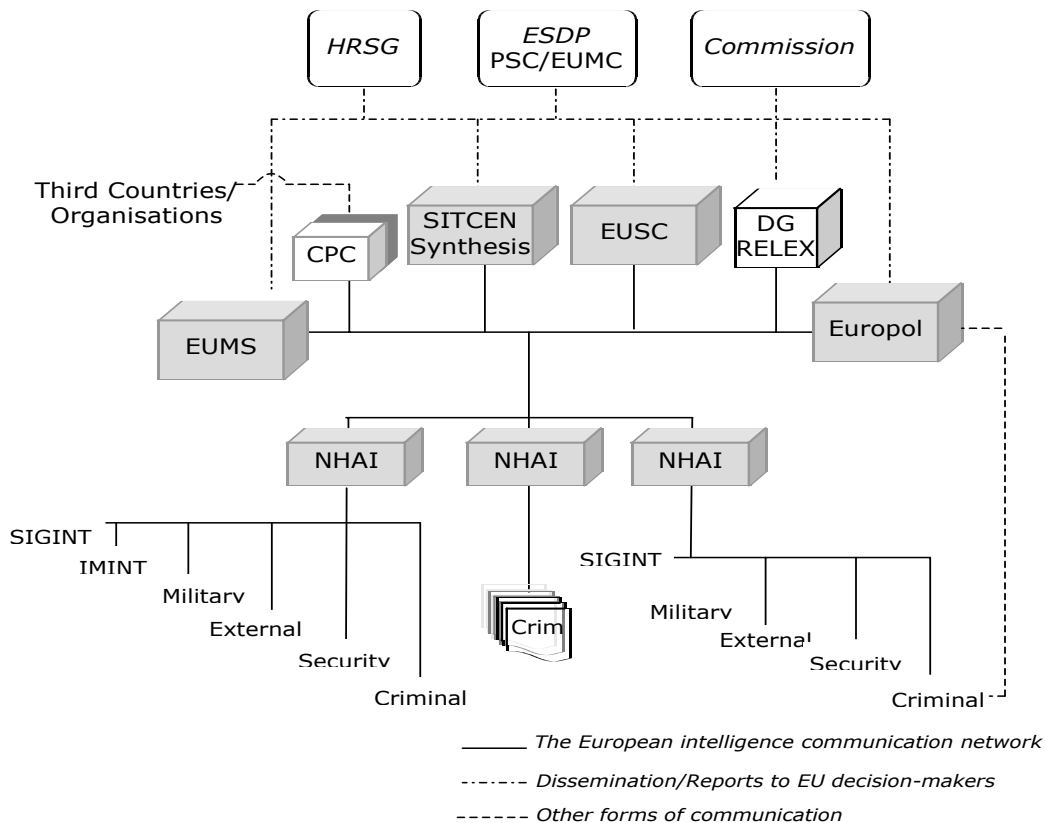 HRSG
ESDP
PSC/EUMC
Commission
Third Countries/
Organisations
CPC
SITCEN
Synthesis
EUSC
DG
RELEX
EUMS
Europol
NHAI
NHAI
NHAI
SIGINT
IMINT
Military
External
Security
Criminal
Crim
SIGINT
Military
External
Security
Criminal
The European intelligence communication network
Dissemination/Reports to EU decision-makers
Other forms of communication